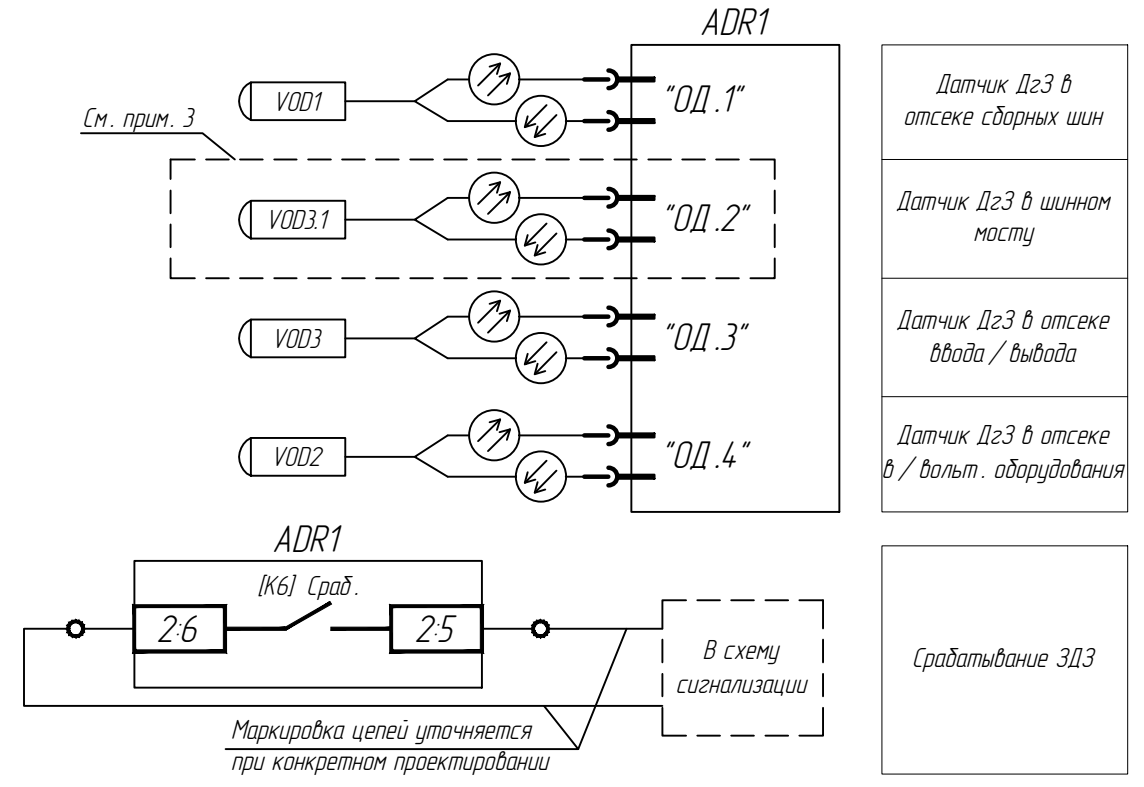 ADR1
VOD1
"ОД.1"
Датчик ДгЗ в
отсеке сборных шин
См. прим. 3
VOD3.1
"ОД.2"
Датчик ДгЗ в шинном
мосту
VOD3
"ОД.3"
Датчик ДгЗ в отсеке
ввода / вывода
VOD2
"ОД.4"
Датчик ДгЗ в отсеке
в / вольт. оборудования
ADR1
[K6] Сраб.
2:6
2:5
В схему
сигнализации
Срабатывание ЗДЗ
Маркировка цепей уточняется
при конкретном проектировании